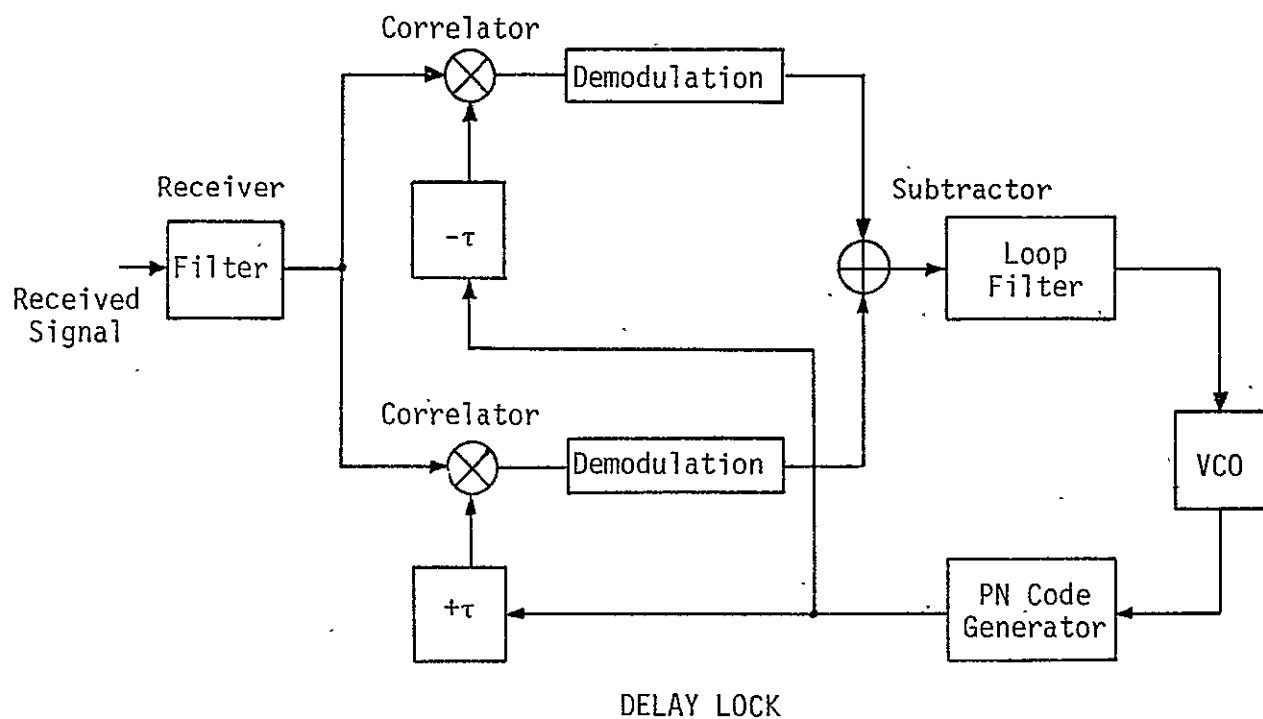 Correlator
Demodulation
Receiver
Filter
Received
Signal
-τ
Subtractor
Loop
Filter
Correlator
Demodulation
VCO
+τ
PN Code
Generator
DELAY LOCK